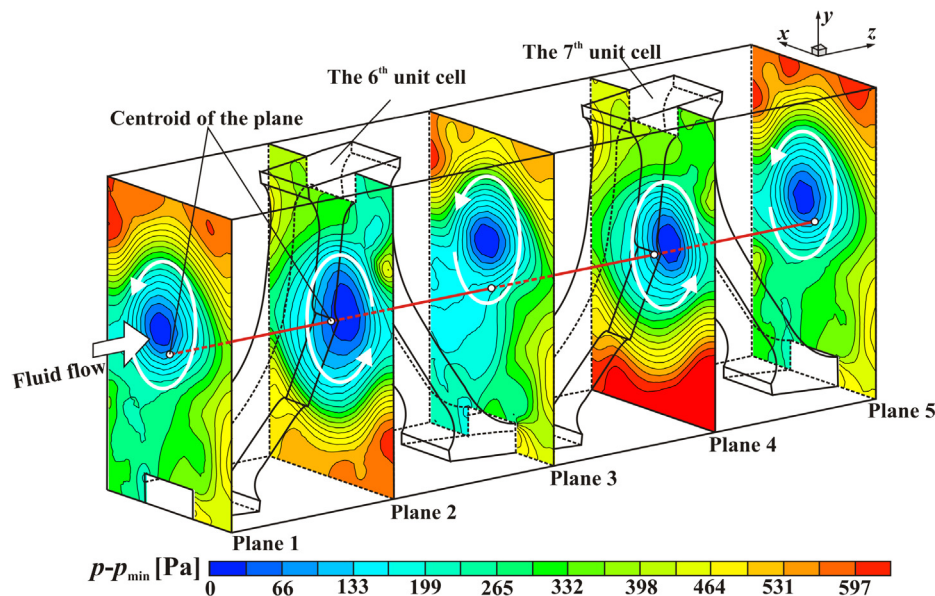 y
x
z
The 7th unit cell
The 6th unit cell
Centroid of the plane
Fluid flow
Plane 5
Plane 4
Plane 3
Plane 2
Plane 1
p-pmin [Pa]
0 66 133 199 265 332 398 464 531 597